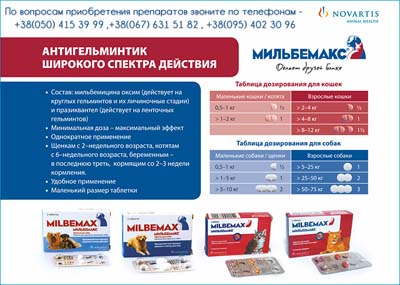 По вопросам приобретения препаратов звоните по телефонам -
+38(050) 415 39 99 ,+38(067) 631 51 82 , +38(095) 402 30 96
NOVARTIS
ANIMAL HEALTH
АНТИГЕЛЬМИНТИК
ШИРОКОГО СПЕКТРА ДЕЙСТВИЯ
МИЛЬБЕМАКС
Делает друзей ближе
• Состав: мильбемицина оксим (действует на
круглых гельминтов и их личиночные стадии)
и празиквантел (действует на ленточных
гельминтов)
• Минимальная доза – максимальный эффект
• Однократное применение
• Щенкам с 2-недельного возраста, котятам
с 6-недельного возраста, беременным –
в последнюю треть, кормящим со 2–3 недели
кормления.
• Удобное применение
• Маленький размер таблетки
Таблица дозирования для кошек
Маленькие кошки / котята
Взрослые кошки
0,5–1 кг ½ > 2–4 кг ½
> 1–2 кг 1 > 4–8 кг 1
> 8–12 кг 1½
Таблица дозирования для собак
Маленькие собаки / щенки
Взрослые собаки
0,5–1 кг ½ > 5–25 кг 1
> 1–5 кг 1 > 25–50 кг 2
> 5–10 кг 2 > 50–75 кг 3
MILBEMAX
МИЛЬБЕМАКС
MILBEMAX
МИЛЬБЕМАКС
MILBEMAX
МИЛЬБЕМАКС
MILBEMAX
МИЛЬБЕМАКС